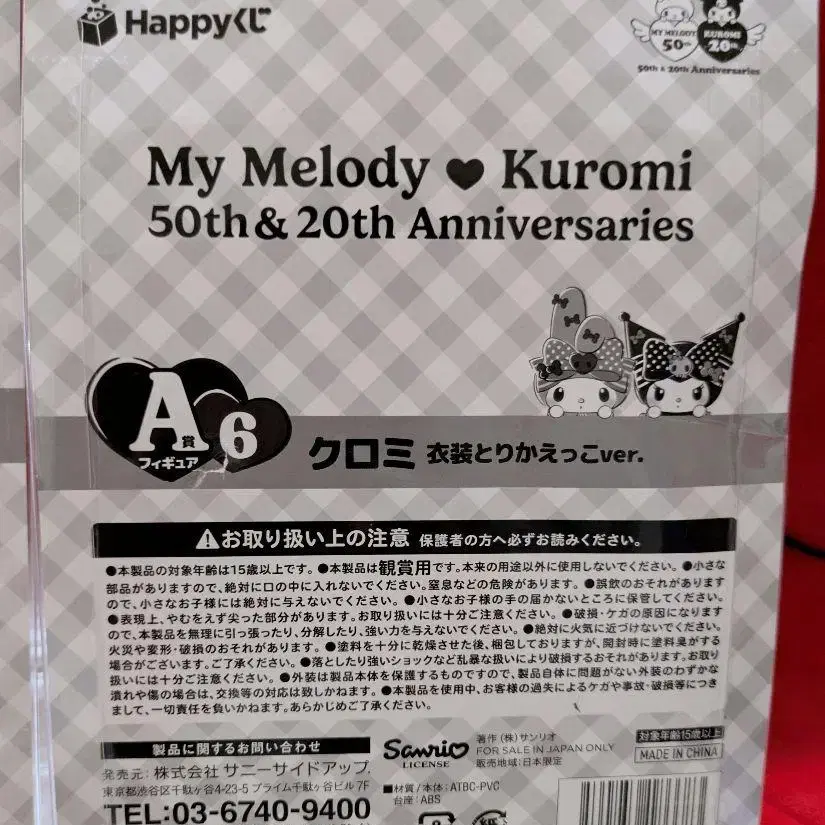 Happyくじ
MY MELODY
50th
KUROMI
20th
50th & 20th Anniversaries
My Melody ♥ Kuromi
50th & 20th Anniversaries
A賞
フィギュア
6
クロミ 衣装とりかえっこver.
⚠お取り扱い上の注意 保護者の方へ必ずお読みください。
●本製品の対象年齢は15歳以上です。●本製品は観賞用です。本来の用途以外に使用しないでください。●小さな
部品がありますので、絶対に口の中に入れないでください。窒息などの危険があります。●誤飲のおそれがあります
ので、小さなお子様には絶対に与えないでください。●小さなお子様の手の届かないところに保管してください。
●表現上、やむをえず尖った部分があります。お取り扱いには十分ご注意ください。●破損・ケガの原因になります
ので、本製品を無理に引っ張ったり、分解したり、強い力を与えないでください。●絶対に火気に近づけないでください。
火災や変形・破損のおそれがあります。●塗料を十分に乾燥させた後、梱包しておりますが、開封時に塗料臭がする
場合がございます。ご了承ください。●落としたり強いショックなど乱暴な扱いにより破損するおそれがあります。お取り
扱いには十分ご注意ください。●外装は製品本体を保護するものですので、製品自体に問題がない外装のわずかな
潰れや傷の場合は、交換等の対応は致しかねます。●本製品を使用中、お客様の過失によるケガや事故・破損等につき
まして、一切責任を負いかねます。あらかじめご了承ください。
製品に関するお問い合わせ
発売元：株式会社 サニーサイドアップ
東京都渋谷区千駄ヶ谷4-23-5 プライム千駄ヶ谷ビル 7F
TEL:03-6740-9400
Sanrio
LICENSE
著作（株）サンリオ
FOR SALE IN JAPAN ONLY
販売地域：日本限定
対象年齢15歳以上
MADE IN CHINA
■材質／本体：ATBC-PVC
台座：ABS
紙